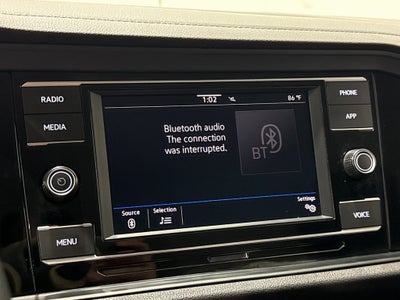 RADIO
MEDIA
MENU
1:02
86 °F
Bluetooth audio
The connection
was interrupted.
BT
Source
Selection
Settings
PHONE
APP
VOICE